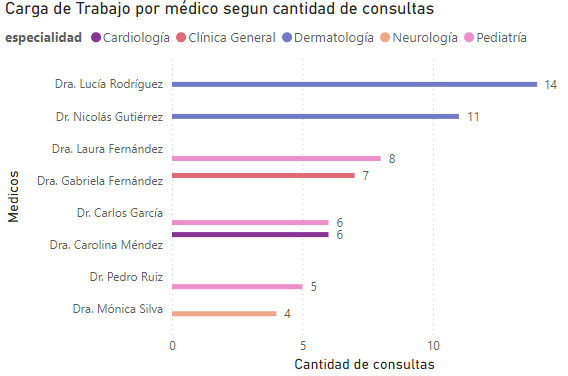 Carga de Trabajo por médico segun cantidad de consultas
especialidad Cardiología Clínica General Dermatología Neurología Pediatría
Medicos
Dra. Lucía Rodríguez 14
Dr. Nicolás Gutiérrez 11
Dra. Laura Fernández 8
Dra. Gabriela Fernández 7
Dr. Carlos García 6
Dra. Carolina Méndez 6
Dr. Pedro Ruiz 5
Dra. Mónica Silva 4
0 5 10
Cantidad de consultas